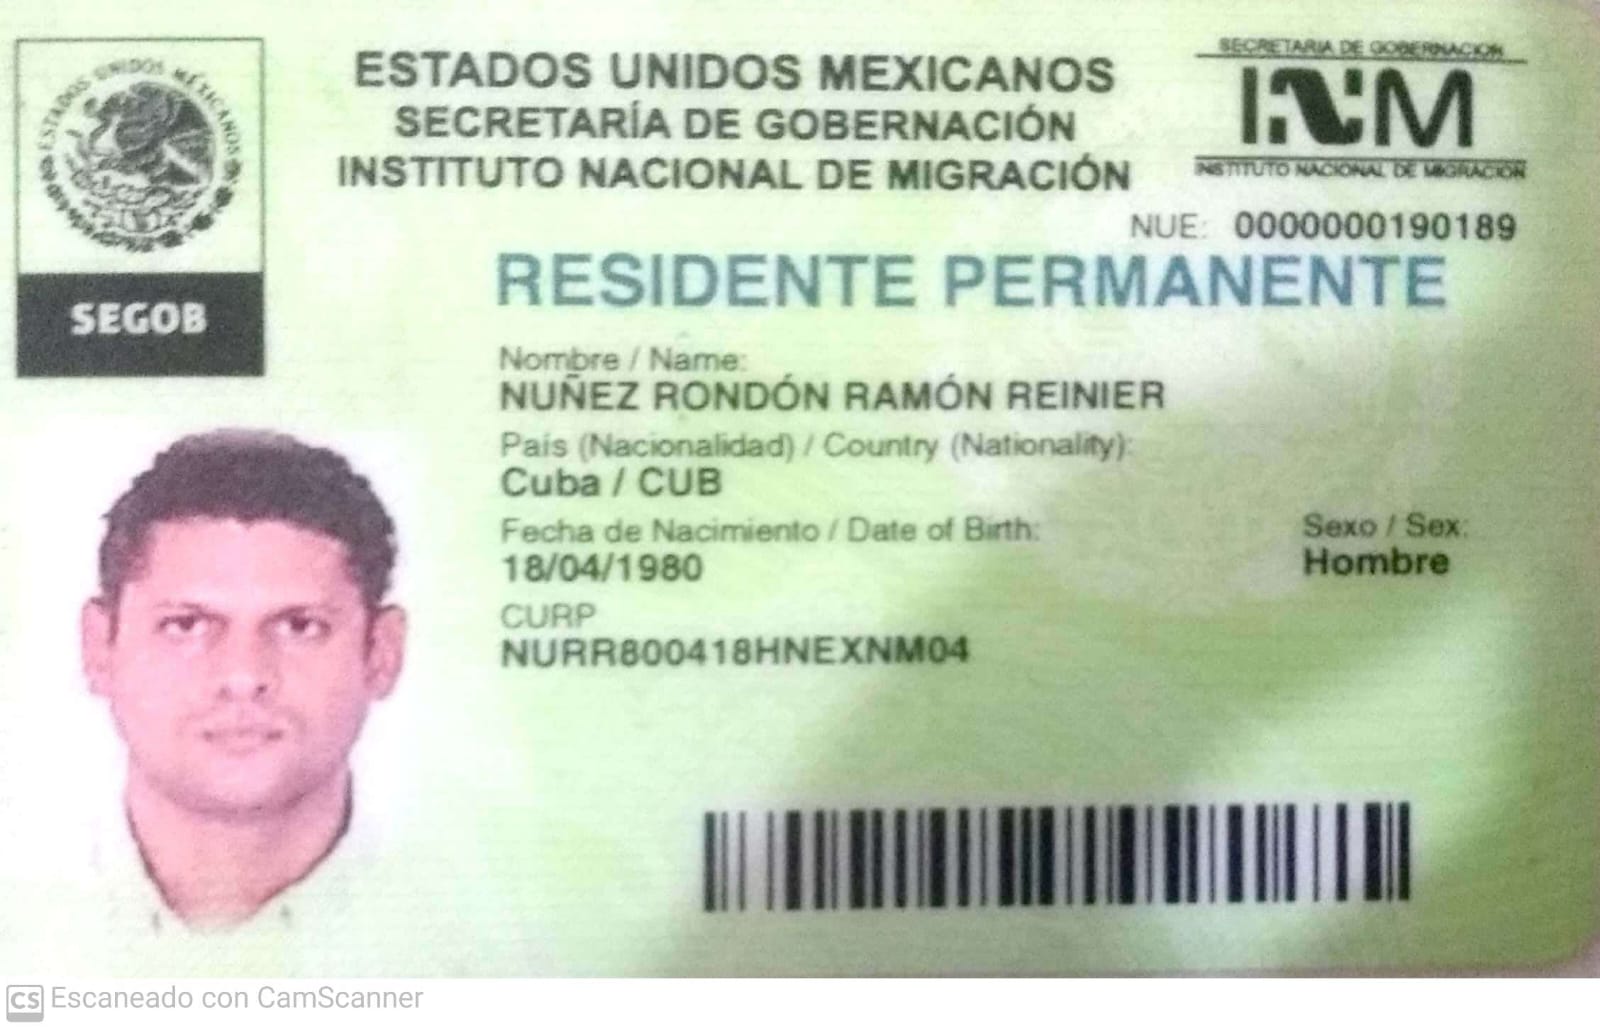 ESTADOS UNIDOS MEXICANOS
SEGOB
ESTADOS UNIDOS MEXICANOS
SECRETARÍA DE GOBERNACIÓN
INSTITUTO NACIONAL DE MIGRACIÓN
SECRETARIA DE GOBERNACION
INM
INSTITUTO NACIONAL DE MIGRACION
NUE: 0000000190189
RESIDENTE PERMANENTE
Nombre / Name:
NUÑEZ RONDÓN RAMÓN REINIER
País (Nacionalidad) / Country (Nationality):
Cuba / CUB
Fecha de Nacimiento / Date of Birth:
18/04/1980
Sexo / Sex:
Hombre
CURP
NURR800418HNEXNM04
CS Escaneado con CamScanner